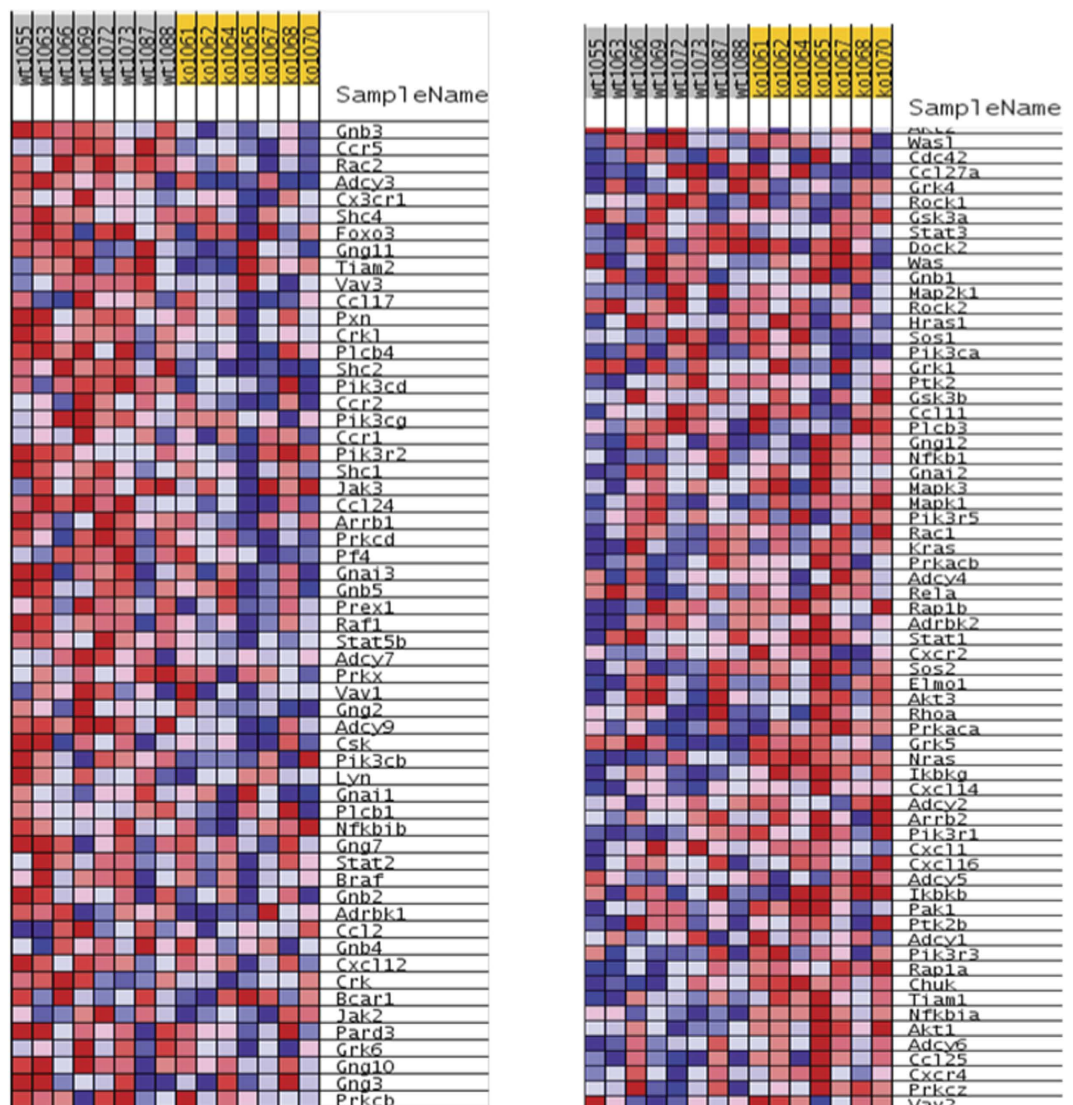 wt1055 wt1063 wt1066 wt1069 wt1072 wt1073 wt1087 wt1088 ko1061 ko1062 ko1064 ko1065 ko1067 ko1068 ko1070
SampleName
Gnb3
Ccr5
Rac2
Adcy3
Cx3cr1
Shc4
Foxo3
Gng11
Tiam2
Vav3
Ccl17
Pxn
Crkl
Plcb4
Shc2
Pik3cd
Ccr2
Pik3cg
Ccr1
Pik3r2
Shc1
Jak3
Ccl24
Arrb1
Prkcd
Pf4
Gnai3
Gnb5
Prex1
Raf1
Stat5b
Adcy7
Prkx
Vav1
Gng2
Adcy9
Csk
Pik3cb
Lyn
Gnai1
Plcb1
Nfkbib
Gng7
Stat2
Braf
Gnb2
Adrbk1
Ccl2
Gnb4
Cxcl12
Crk
Bcar1
Jak2
Pard3
Grk6
Gng10
Gng3
Prkcb
wt1055 wt1063 wt1066 wt1069 wt1072 wt1073 wt1087 wt1088 ko1061 ko1062 ko1064 ko1065 ko1067 ko1068 ko1070
SampleName
Akt2
Wasl
Cdc42
Ccl27a
Grk4
Rock1
Gsk3a
Stat3
Dock2
Was
Gnb1
Map2k1
Rock2
Hras1
Sos1
Pik3ca
Grk1
Ptk2
Gsk3b
Ccl11
Plcb3
Gng12
Nfkb1
Gnai2
Mapk3
Mapk1
Pik3r5
Rac1
Kras
Prkacb
Adcy4
Rela
Rap1b
Adrbk2
Stat1
Cxcr2
Sos2
Elmo1
Akt3
Rhoa
Prkaca
Grk5
Nras
Ikbkg
Cxcl14
Adcy2
Arrb2
Pik3r1
Cxcl1
Cxcl16
Adcy5
Ikbkb
Pak1
Ptk2b
Adcy1
Pik3r3
Rap1a
Chuk
Tiam1
Nfkbia
Akt1
Adcy6
Ccl25
Cxcr4
Prkcz
Vav2